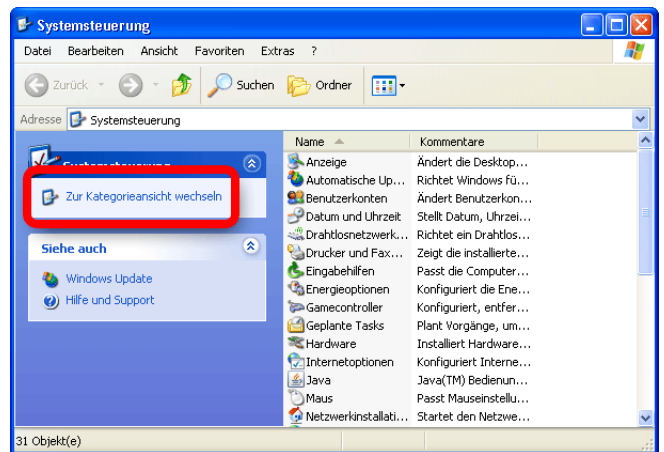 Systemsteuerung
Datei Bearbeiten Ansicht Favoriten Extras ?
Zurück Suchen Ordner
Adresse Systemsteuerung
Systemsteuerung
Zur Kategorieansicht wechseln
Siehe auch
Windows Update
Hilfe und Support
Name Kommentare
Anzeige Ändert die Desktop...
Automatische Up... Richtet Windows fü...
Benutzerkonten Ändert Benutzerkon...
Datum und Uhrzeit Stellt Datum, Uhrzei...
Drahtlosnetzwerk... Richtet ein Drahtlos...
Drucker und Fax... Zeigt die installierte...
Eingabehilfen Passt die Computer...
Energieoptionen Konfiguriert die Ene...
Gamecontroller Konfiguriert, entfer...
Geplante Tasks Plant Vorgänge, um...
Hardware Installiert Hardware...
Internetoptionen Konfiguriert Interne...
Java Java(TM) Bedienun...
Maus Passt Mauseinstellu...
Netzwerkinstallati... Startet den Netzwe...
31 Objekt(e)